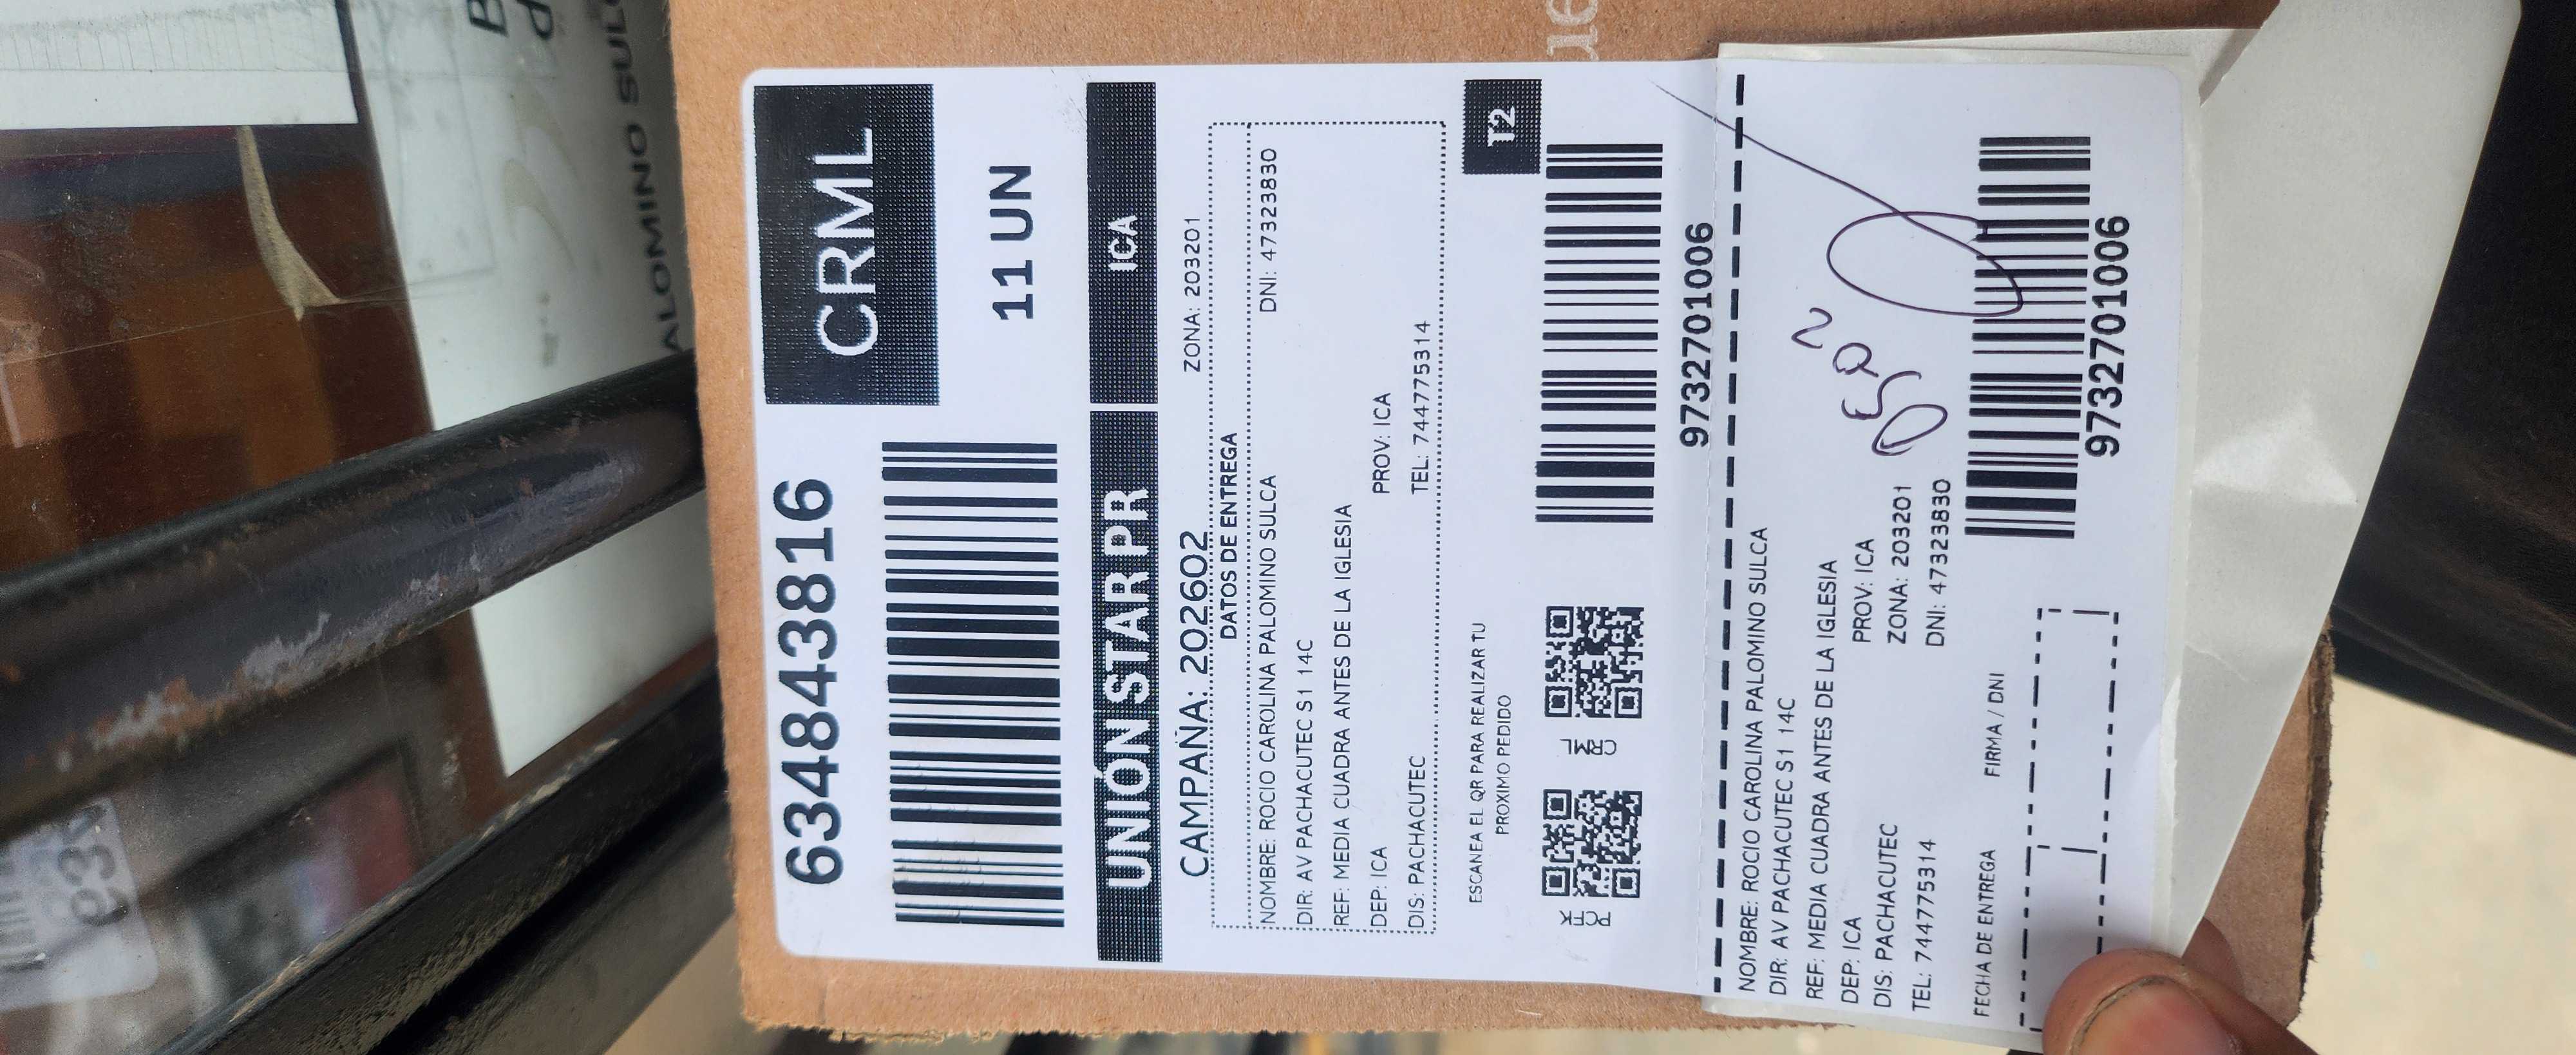 6348443816
CRML
11 UN
UNIÓN STAR PR
ICA
CAMPAÑA: 202602
ZONA: 203201
DATOS DE ENTREGA
NOMBRE: ROCIO CAROLINA PALOMINO SULCA
DNI: 47323830
DIR: AV PACHACUTEC S1 14C
REF: MEDIA CUADRA ANTES DE LA IGLESIA
DEP: ICA
PROV: ICA
DIS: PACHACUTEC
TEL: 744775314
T2
ESCANEA EL QR PARA REALIZAR TU
PROXIMO PEDIDO
CRML
9732701006
NOMBRE: ROCIO CAROLINA PALOMINO SULCA
DIR: AV PACHACUTEC S1 14C
REF: MEDIA CUADRA ANTES DE LA IGLESIA
DEP: ICA
PROV: ICA
DIS: PACHACUTEC
ZONA: 203201
TEL: 744775314
DNI: 47323830
FECHA DE ENTREGA
FIRMA / DNI
9732701006
ALOMINO SULC